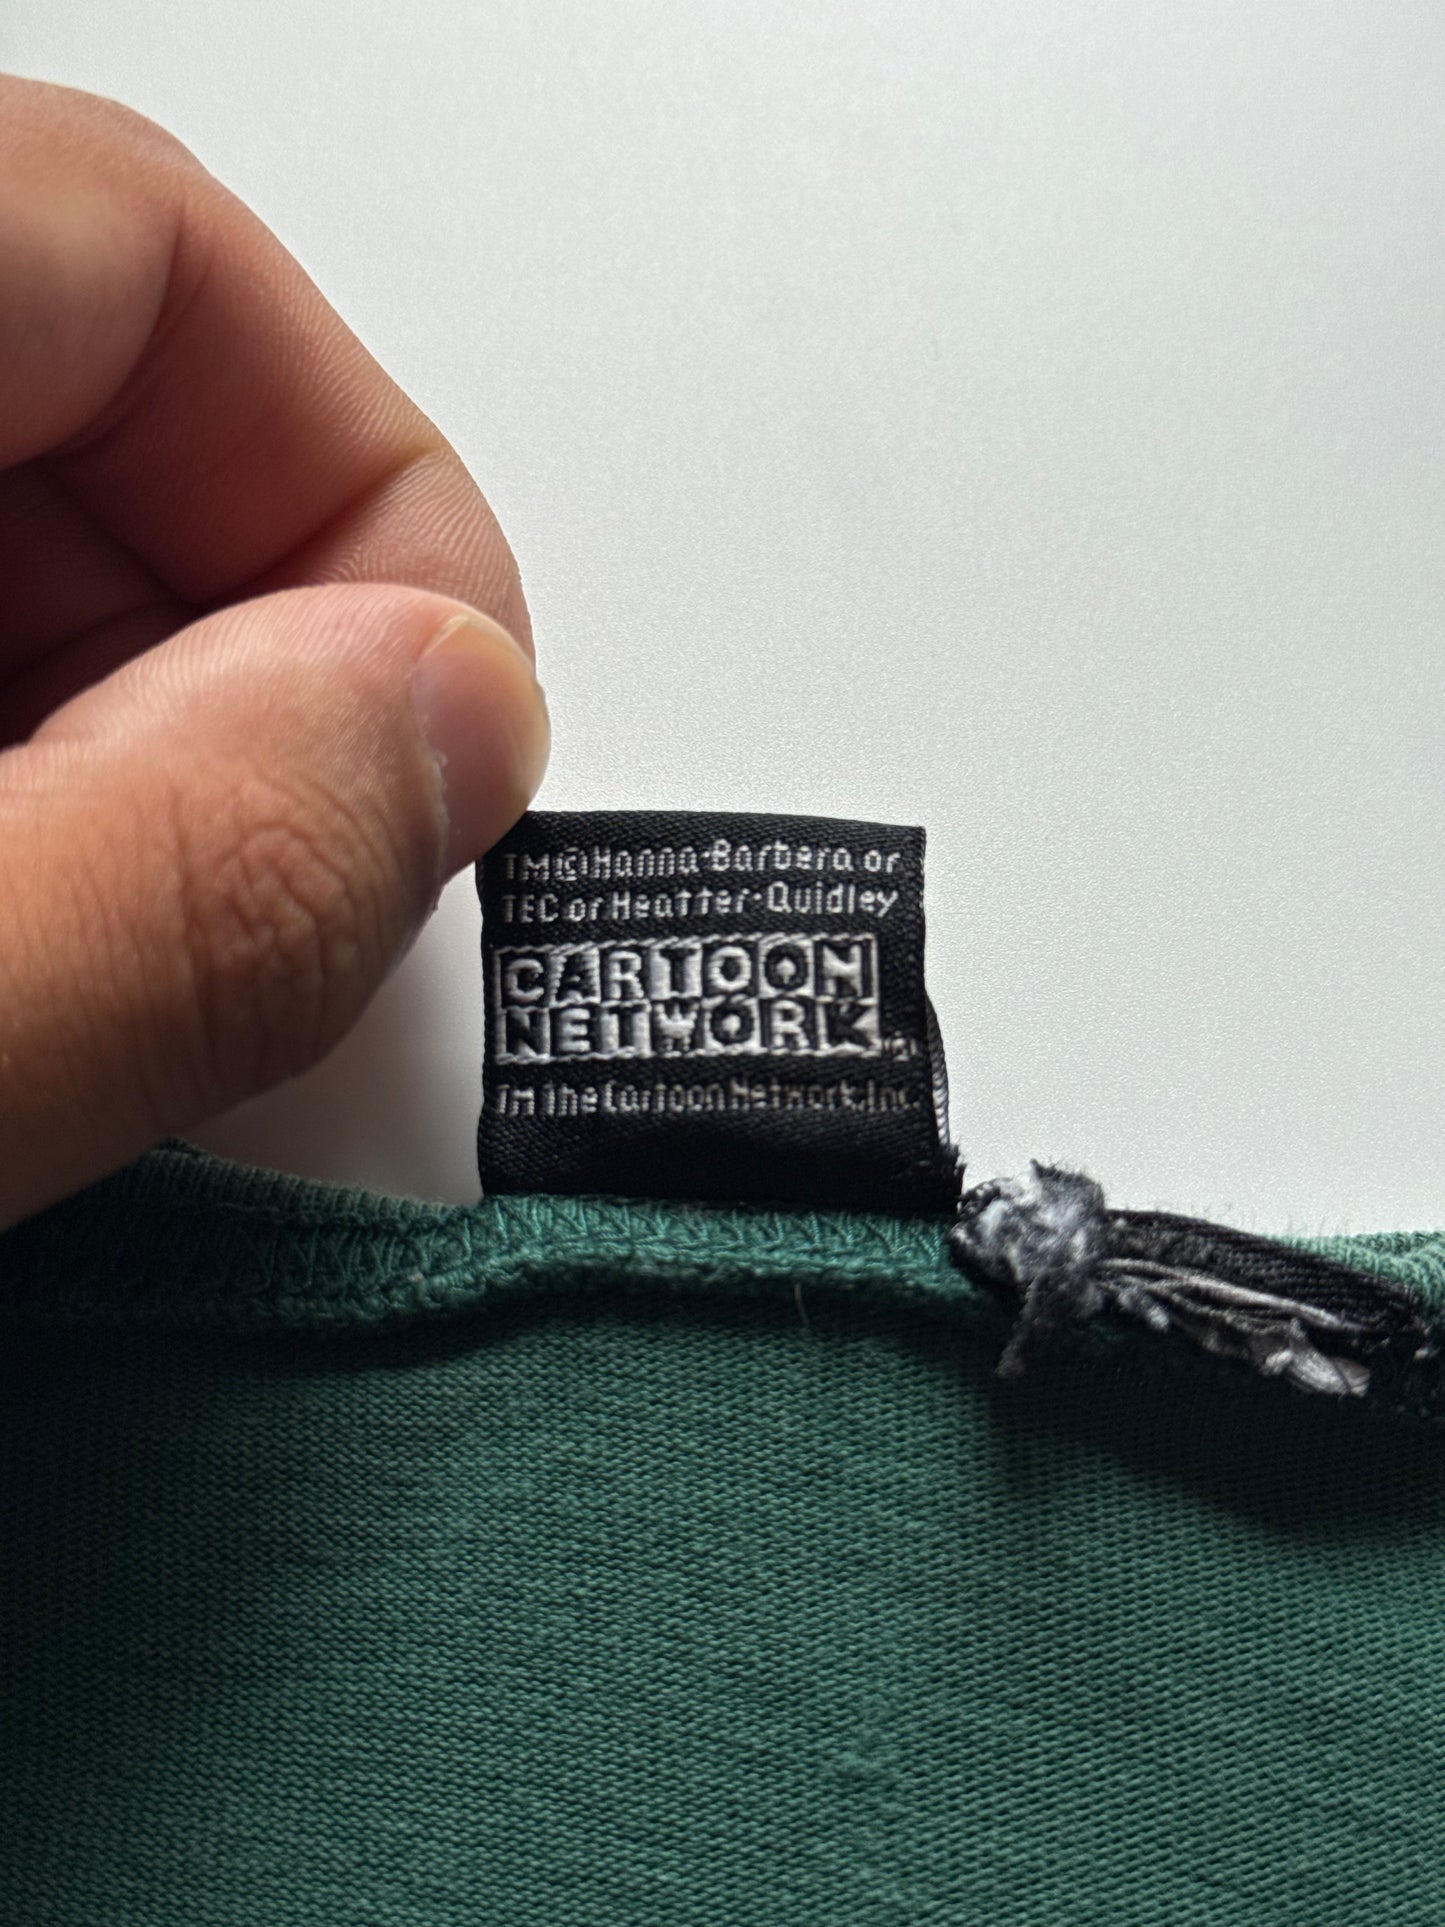 TM © Hanna-Barbera or
TEC or Heatter-Quidley
CARTOON
NETWORK
TM The Cartoon Network, Inc